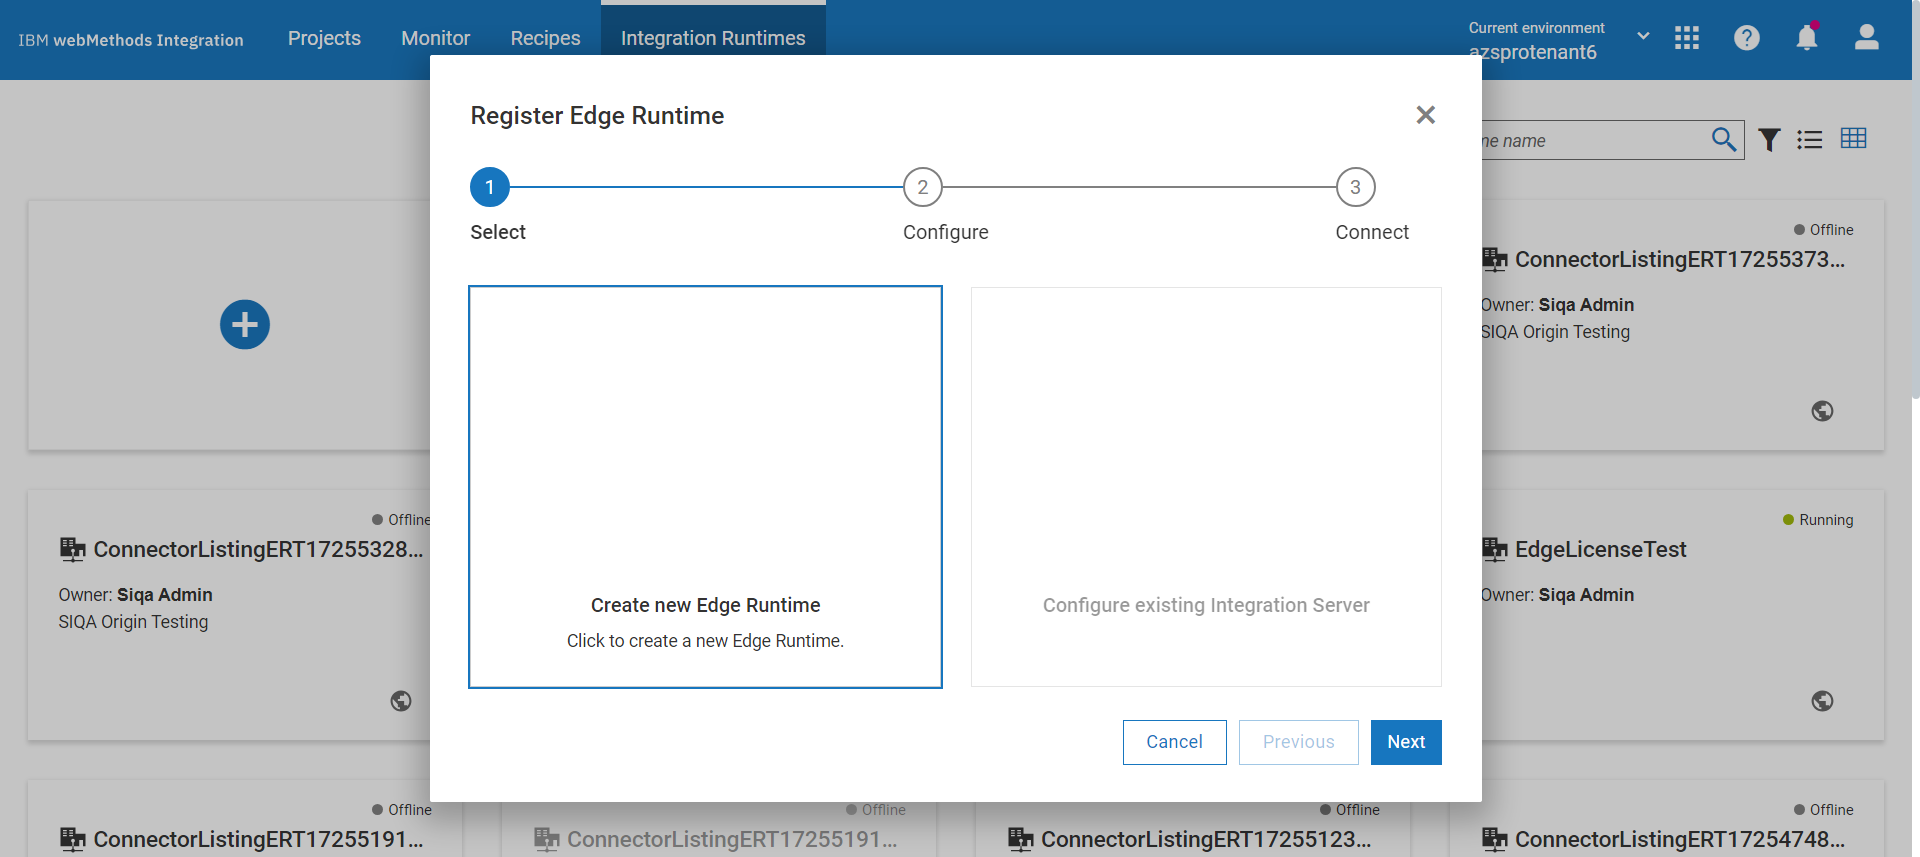 IBM webMethods Integration
Projects
Monitor
Recipes
Integration Runtimes
Current environment
azsprotenant6
Register Edge Runtime
1
2
3
Select
Configure
Connect
Create new Edge Runtime
Click to create a new Edge Runtime.
Configure existing Integration Server
Cancel
Previous
Next
name
Offline
ConnectorListingERT17255373...
Owner: Siqa Admin
SIQA Origin Testing
Offline
ConnectorListingERT17255328...
Owner: Siqa Admin
SIQA Origin Testing
Running
EdgeLicenseTest
Owner: Siqa Admin
Offline
ConnectorListingERT17255191...
Offline
ConnectorListingERT17255191...
Offline
ConnectorListingERT17255123...
Offline
ConnectorListingERT17254748...